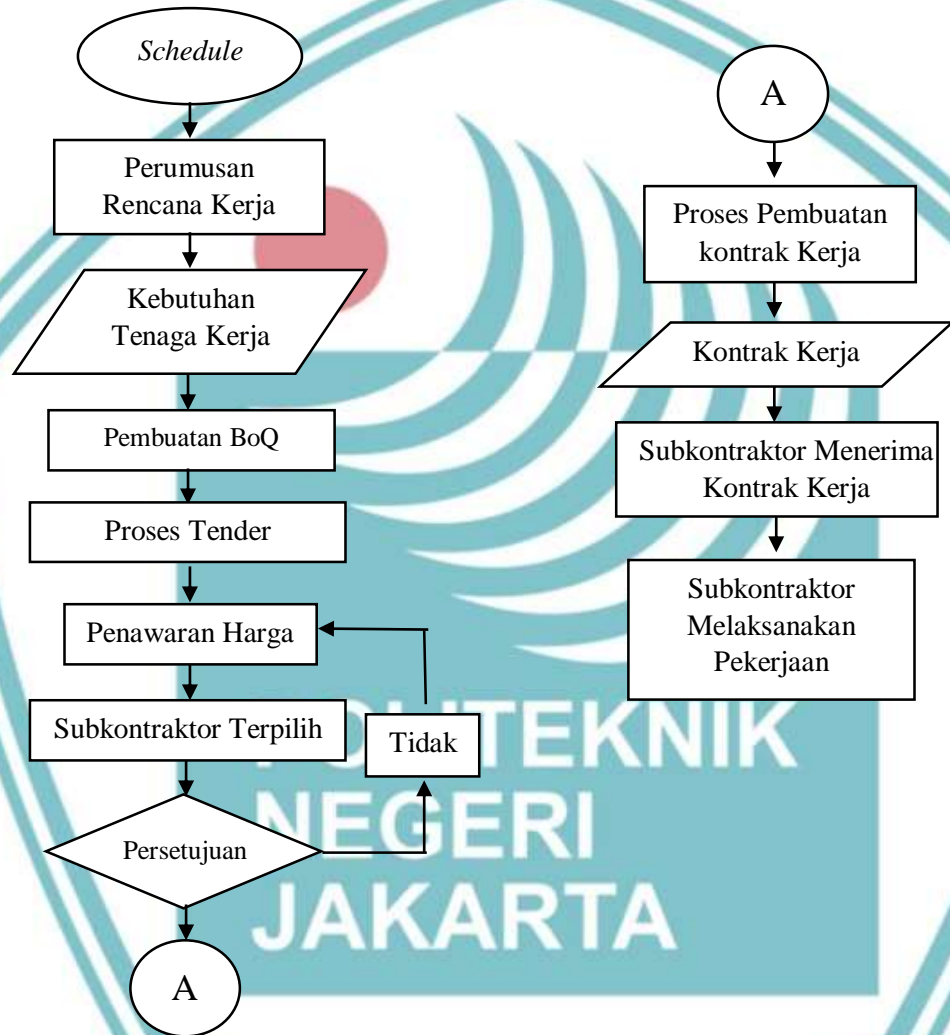 Schedule
Perumusan
Rencana Kerja
Kebutuhan
Tenaga Kerja
Pembuatan BoQ
Proses Tender
Penawaran Harga
Subkontraktor Terpilih
Tidak
Persetujuan
A
A
Proses Pembuatan
kontrak Kerja
Kontrak Kerja
Subkontraktor Menerima
Kontrak Kerja
Subkontraktor
Melaksanakan
Pekerjaan
POLITEKNIK
NEGERI
JAKARTA